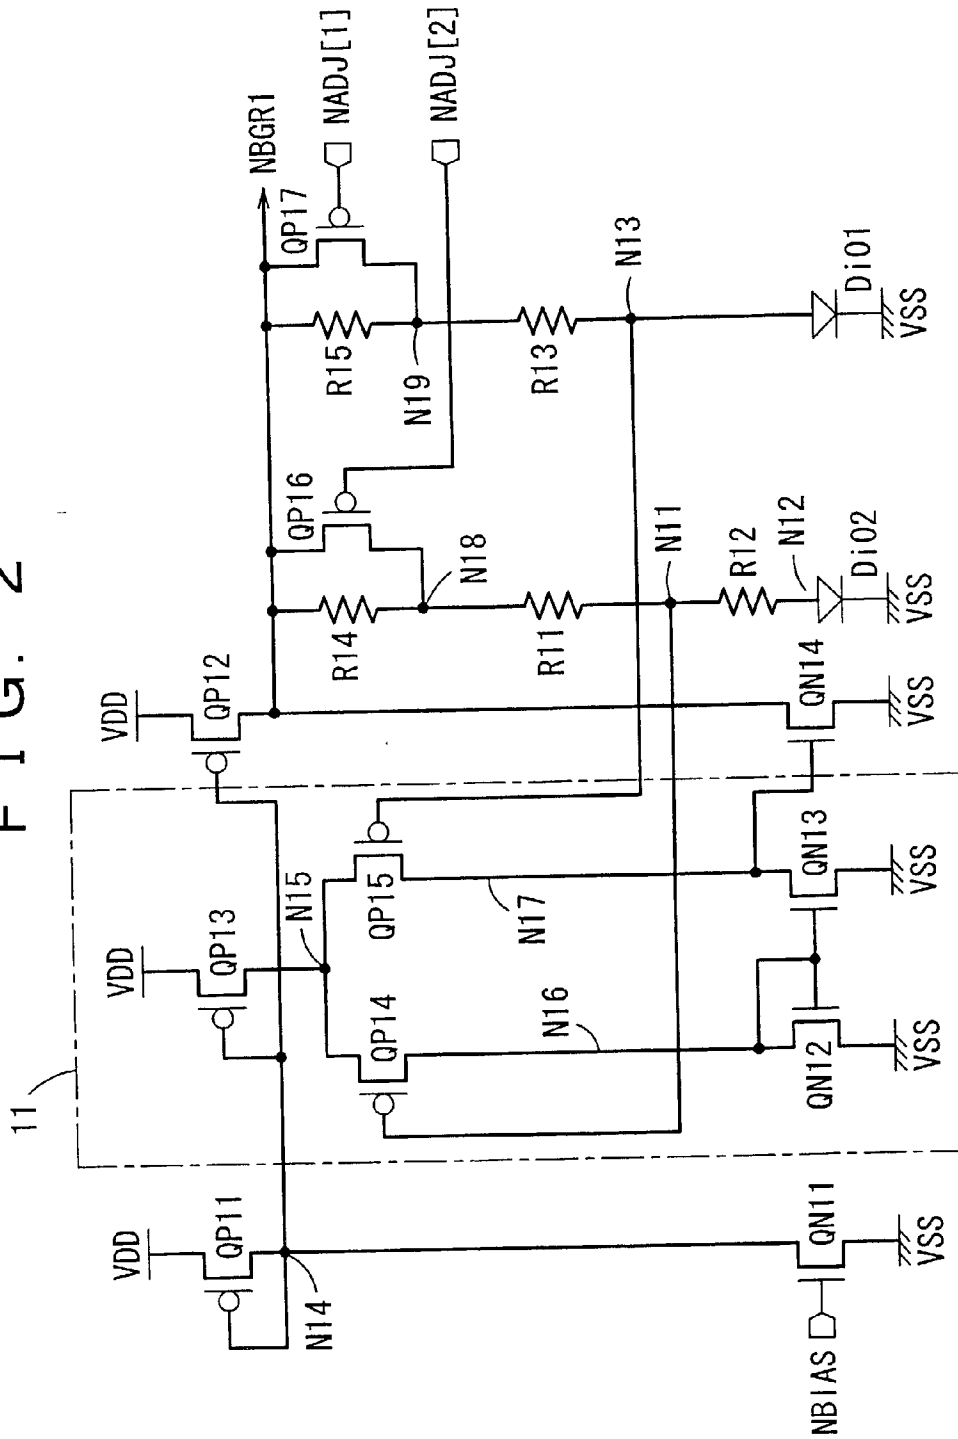 FIG. 2
11
VDD
QP11
N14
NBIAS
QN11
VSS
VDD
QP13
N15
QP14
QP15
N16
N17
QN12
VSS
QN13
VSS
VDD
QP12
QN14
VSS
NBGR1
R14
QP16
N18
R11
N11
R12
N12
Di02
VSS
R15
QP17
N19
R13
N13
Di01
VSS
NADJ[1]
NADJ[2]